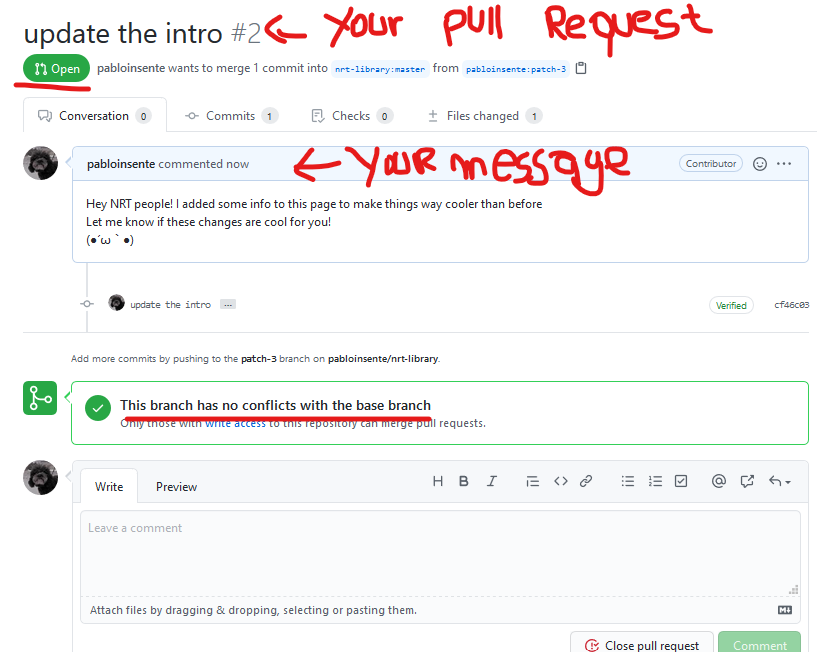 update the intro #2
Your pull Request
Open
pabloinsente wants to merge 1 commit into nrt-library:master from pabloinsente:patch-3
Conversation 0 Commits 1 Checks 0 Files changed 1
pabloinsente commented now
Your message
Contributor
Hey NRT people! I added some info to this page to make things way cooler than before
Let me know if these changes are cool for you!
(●´ω｀●)
update the intro ...
Verified
cf46c03
Add more commits by pushing to the patch-3 branch on pabloinsente/nrt-library.
This branch has no conflicts with the base branch
Only those with write access to this repository can merge pull requests.
Write Preview
H B I
Leave a comment
Attach files by dragging & dropping, selecting or pasting them.
Close pull request
Comment